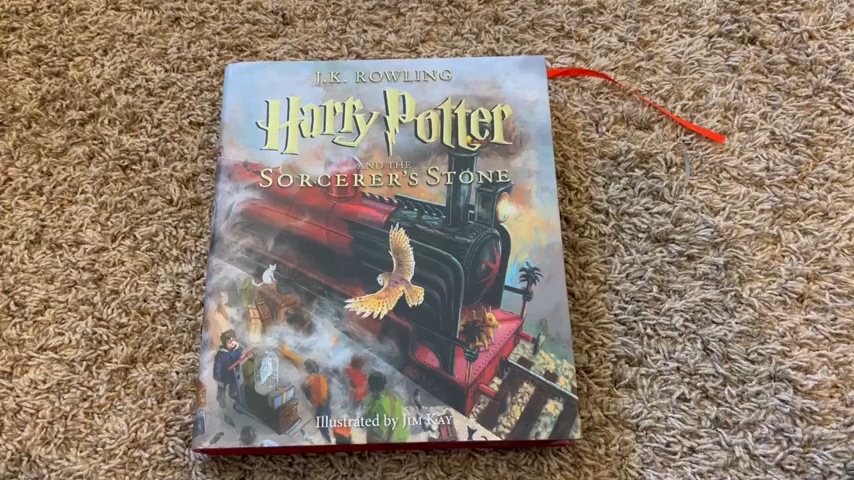 J.K. ROWLING
Harry Potter
AND THE
SORCERER'S STONE
Illustrated by JIM KAY